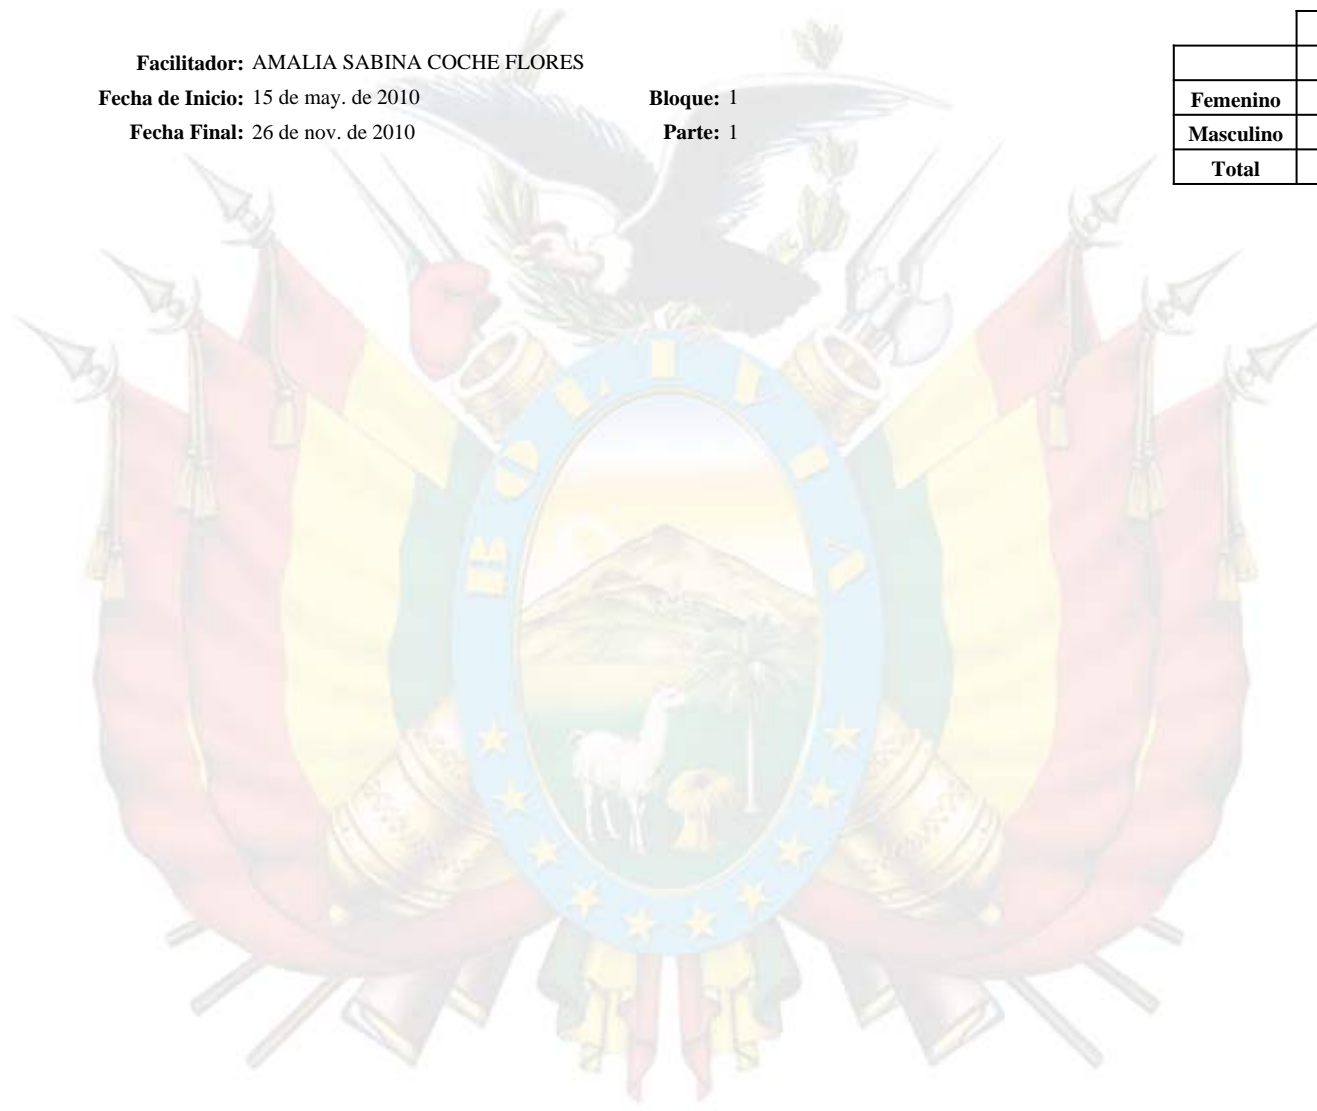 Facilitador: AMALIA SABINA COCHE FLORES
Fecha de Inicio: 15 de may. de 2010 Bloque: 1
Fecha Final: 26 de nov. de 2010 Parte: 1
Femenino
Masculino
Total
BOLIVIA